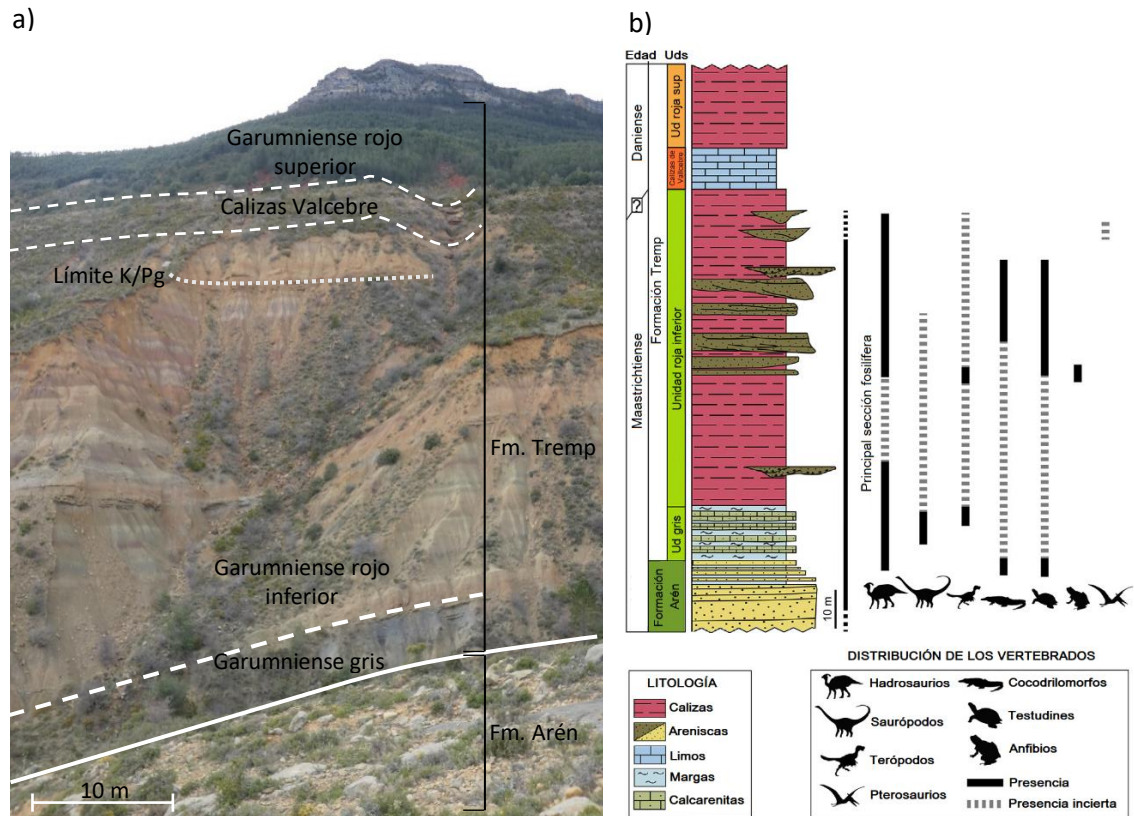 a)
Garumniense rojo
superior
Calizas Valcebre
Límite K/Pg
Fm. Tremp
Garumniense rojo
inferior
Garumniense gris
Fm. Arén
10 m
b)
Edad Uds
Daniense
Maastrichtiense
?
Formación Tremp
Formación
Arén
Ud roja sup
Calizas de
Vallcebre
Unidad roja inferior
Ud gris
Principal sección fosilífera
10 m
LITOLOGÍA
Calizas
Areniscas
Limos
Margas
Calcarenitas
DISTRIBUCIÓN DE LOS VERTEBRADOS
Hadrosaurios
Saurópodos
Terópodos
Pterosaurios
Cocodrilomorfos
Testudines
Anfibios
Presencia
Presencia incierta